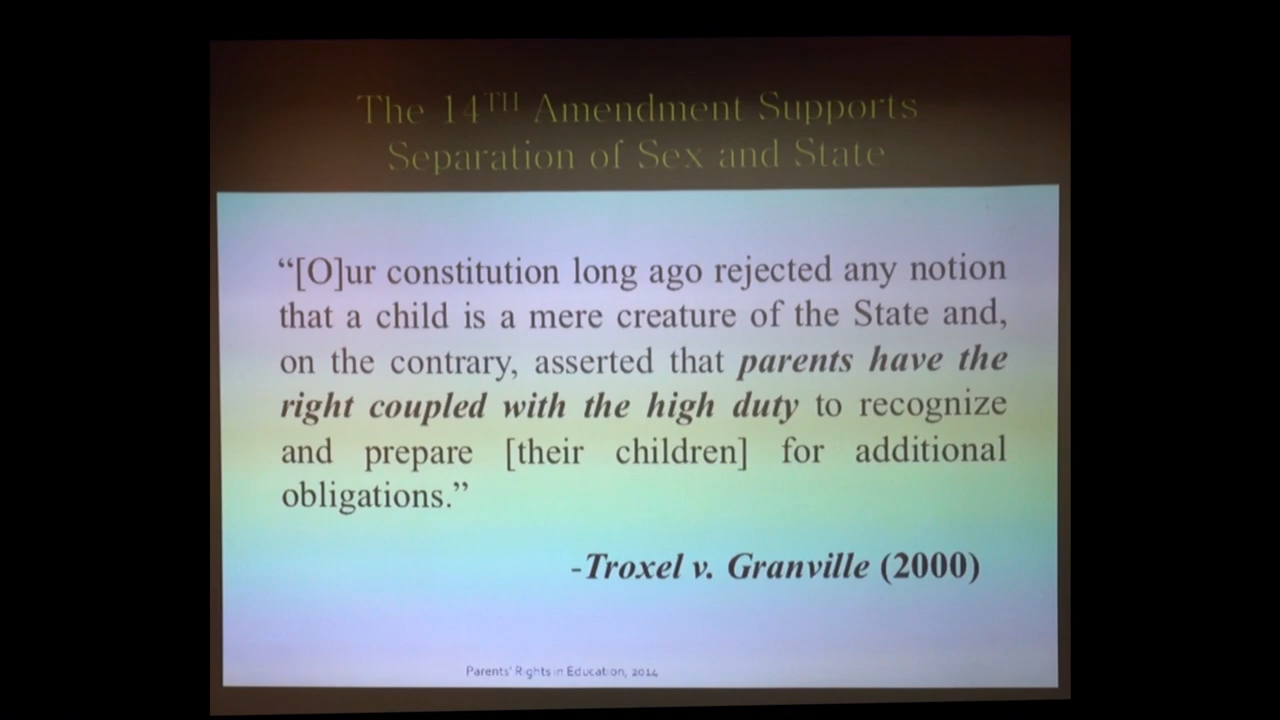 The 14TH Amendment Supports
Separation of Sex and State
“[O]ur constitution long ago rejected any notion
that a child is a mere creature of the State and,
on the contrary, asserted that parents have the
right coupled with the high duty to recognize
and prepare [their children] for additional
obligations.”
-Troxel v. Granville (2000)
Parents' Rights in Education, 2014